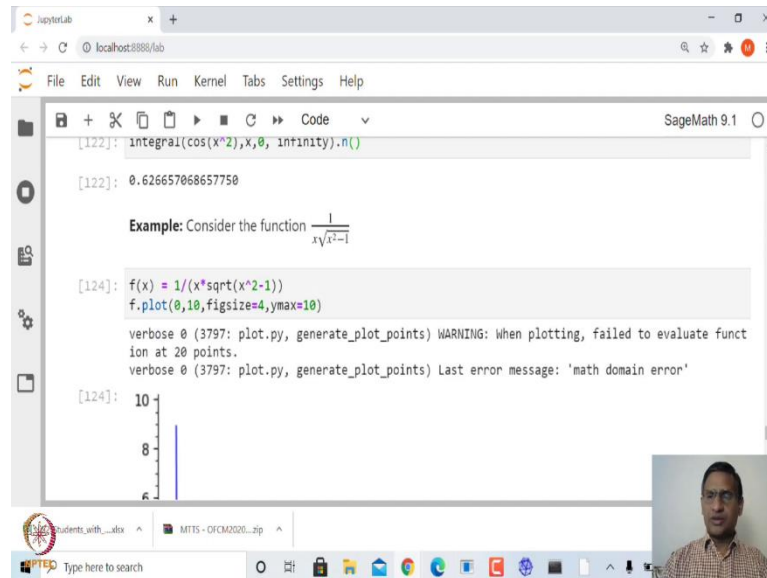 JupyterLab
localhost:8888/lab
M
File Edit View Run Kernel Tabs Settings Help
Code
SageMath 9.1
[122]: integral(cos(x^2),x,0, infinity).n()
[122]: 0.626657068657750
Example: Consider the function 1/(x√(x²−1))
[124]: f(x) = 1/(x*sqrt(x^2-1))
f.plot(0,10,figsize=4,ymax=10)
verbose 0 (3797: plot.py, generate_plot_points) WARNING: When plotting, failed to evaluate funct
ion at 20 points.
verbose 0 (3797: plot.py, generate_plot_points) Last error message: 'math domain error'
[124]:
10
8
6
students_with_....xlsx
MTTS - OFCM2020....zip
NPTEL
Type here to search